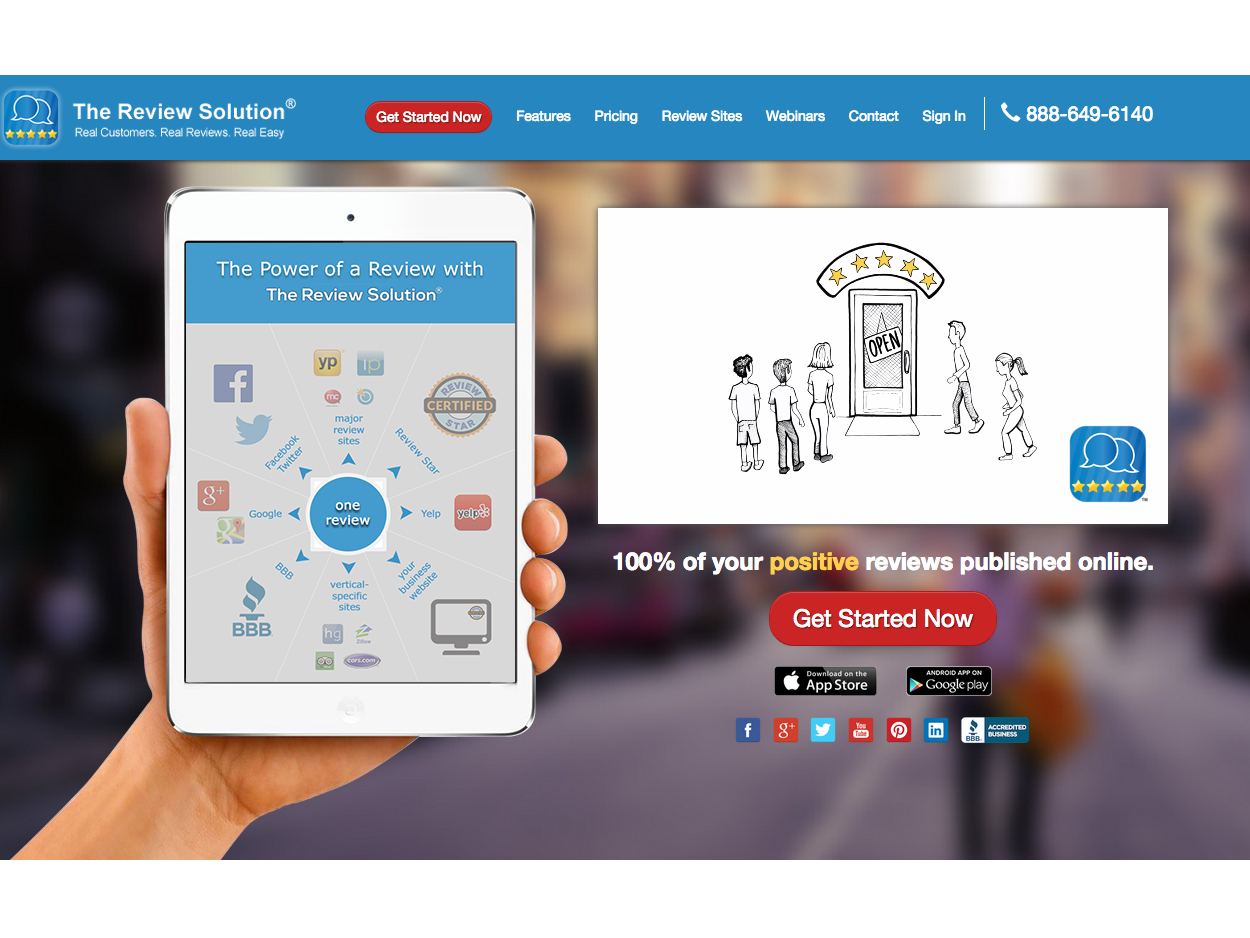 The Review Solution®
Real Customers. Real Reviews. Real Easy
Get Started Now
Features
Pricing
Review Sites
Webinars
Contact
Sign In
888-649-6140
The Power of a Review with
The Review Solution®
yp
ip
mc
major
review
sites
REVIEW
CERTIFIED
STAR
Review Star
Facebook
Twitter
g+
Google
one
review
Yelp
yelp
BBB
BBB
vertical-
specific
sites
your
business
website
hg
Zillow
cars.com
OPEN
TM
100% of your positive reviews published online.
Get Started Now
Download on the
App Store
ANDROID APP ON
Google play
f
g+
You
Tube
in
BBB.
ACCREDITED
BUSINESS